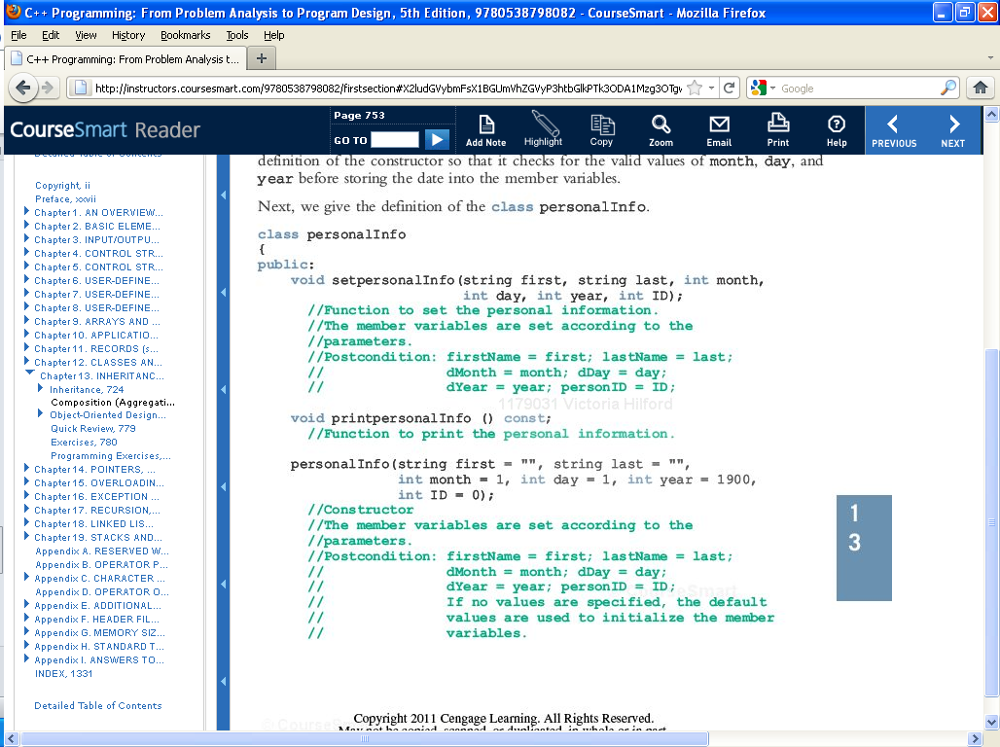 C++ Programming: From Problem Analysis to Program Design, 5th Edition, 9780538798082 - CourseSmart - Mozilla Firefox
File Edit View History Bookmarks Tools Help
C++ Programming: From Problem Analysis t...
+
http://instructors.coursesmart.com/9780538798082/firstsection#X2ludGVybmFsX1BGUmVhZGVyP3htbGlkPTk3ODA1Mzg3OTgw
Google
CourseSmart Reader
Page 753
GO TO
Add Note Highlight Copy Zoom Email Print Help PREVIOUS NEXT
Detailed Table of Contents
Copyright, ii
Preface, xxvii
Chapter 1. AN OVERVIEW...
Chapter 2. BASIC ELEME...
Chapter 3. INPUT/OUTPU...
Chapter 4. CONTROL STR...
Chapter 5. CONTROL STR...
Chapter 6. USER-DEFINE...
Chapter 7. USER-DEFINE...
Chapter 8. USER-DEFINE...
Chapter 9. ARRAYS AND ...
Chapter 10. APPLICATIO...
Chapter 11. RECORDS (s...
Chapter 12. CLASSES AN...
Chapter 13. INHERITANC...
Inheritance, 724
Composition (Aggregati...
Object-Oriented Design...
Quick Review, 779
Exercises, 780
Programming Exercises,...
Chapter 14. POINTERS, ...
Chapter 15. OVERLOADIN...
Chapter 16. EXCEPTION ...
Chapter 17. RECURSION,...
Chapter 18. LINKED LIS...
Chapter 19. STACKS AND...
Appendix A. RESERVED W...
Appendix B. OPERATOR P...
Appendix C. CHARACTER ...
Appendix D. OPERATOR O...
Appendix E. ADDITIONAL...
Appendix F. HEADER FIL...
Appendix G. MEMORY SIZ...
Appendix H. STANDARD T...
Appendix I. ANSWERS TO...
INDEX, 1331
Detailed Table of Contents
definition of the constructor so that it checks for the valid values of month, day, and
year before storing the date into the member variables.
Next, we give the definition of the class personalInfo.
class personalInfo
{
public:
void setpersonalInfo(string first, string last, int month,
int day, int year, int ID);
//Function to set the personal information.
//The member variables are set according to the
//parameters.
//Postcondition: firstName = first; lastName = last;
// dMonth = month; dDay = day;
// dYear = year; personID = ID;
1179031 Victoria Hilford
void printpersonalInfo () const;
//Function to print the personal information.
personalInfo(string first = "", string last = "",
int month = 1, int day = 1, int year = 1900,
int ID = 0);
//Constructor
//The member variables are set according to the
//parameters.
//Postcondition: firstName = first; lastName = last;
// dMonth = month; dDay = day;
// dYear = year; personID = ID;
// If no values are specified, the default
// values are used to initialize the member
// variables.
1
3
Copyright 2011 Cengage Learning. All Rights Reserved.
May not be copied, scanned, or duplicated, in whole or in part.